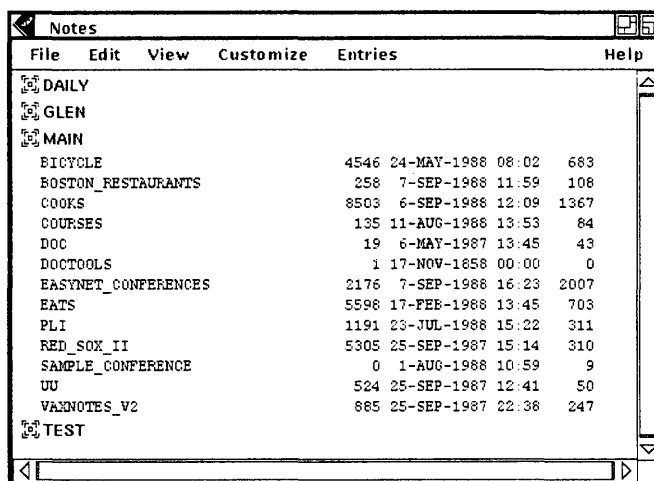 Notes
File Edit View Customize Entries Help
DAILY
GLEN
MAIN
BICYCLE 4546 24-MAY-1988 08:02 683
BOSTON_RESTAURANTS 258 7-SEP-1988 11:59 108
COOKS 8503 6-SEP-1988 12:09 1367
COURSES 135 11-AUG-1988 13:53 84
DOC 19 6-MAY-1987 13:45 43
DOCTOOLS 1 17-NOV-1858 00:00 0
EASYNET_CONFERENCES 2176 7-SEP-1988 16:23 2007
EATS 5598 17-FEB-1988 13:45 703
PLI 1191 23-JUL-1988 15:22 311
RED_SOX_II 5305 25-SEP-1987 15:14 310
SAMPLE_CONFERENCE 0 1-AUG-1988 10:59 9
UU 524 25-SEP-1987 12:41 50
VAXNOTES_V2 885 25-SEP-1987 22:38 247
TEST